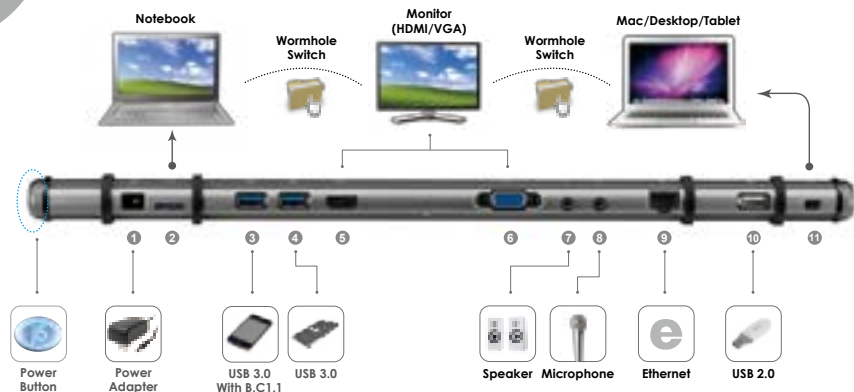 Notebook
Wormhole
Switch
Monitor
(HDMI/VGA)
Wormhole
Switch
Mac/Desktop/Tablet
1
2
3
4
5
6
7
8
9
10
11
e
Power
Button
Power
Adapter
USB 3.0
With B.C1.1
USB 3.0
Speaker
Microphone
Ethernet
USB 2.0